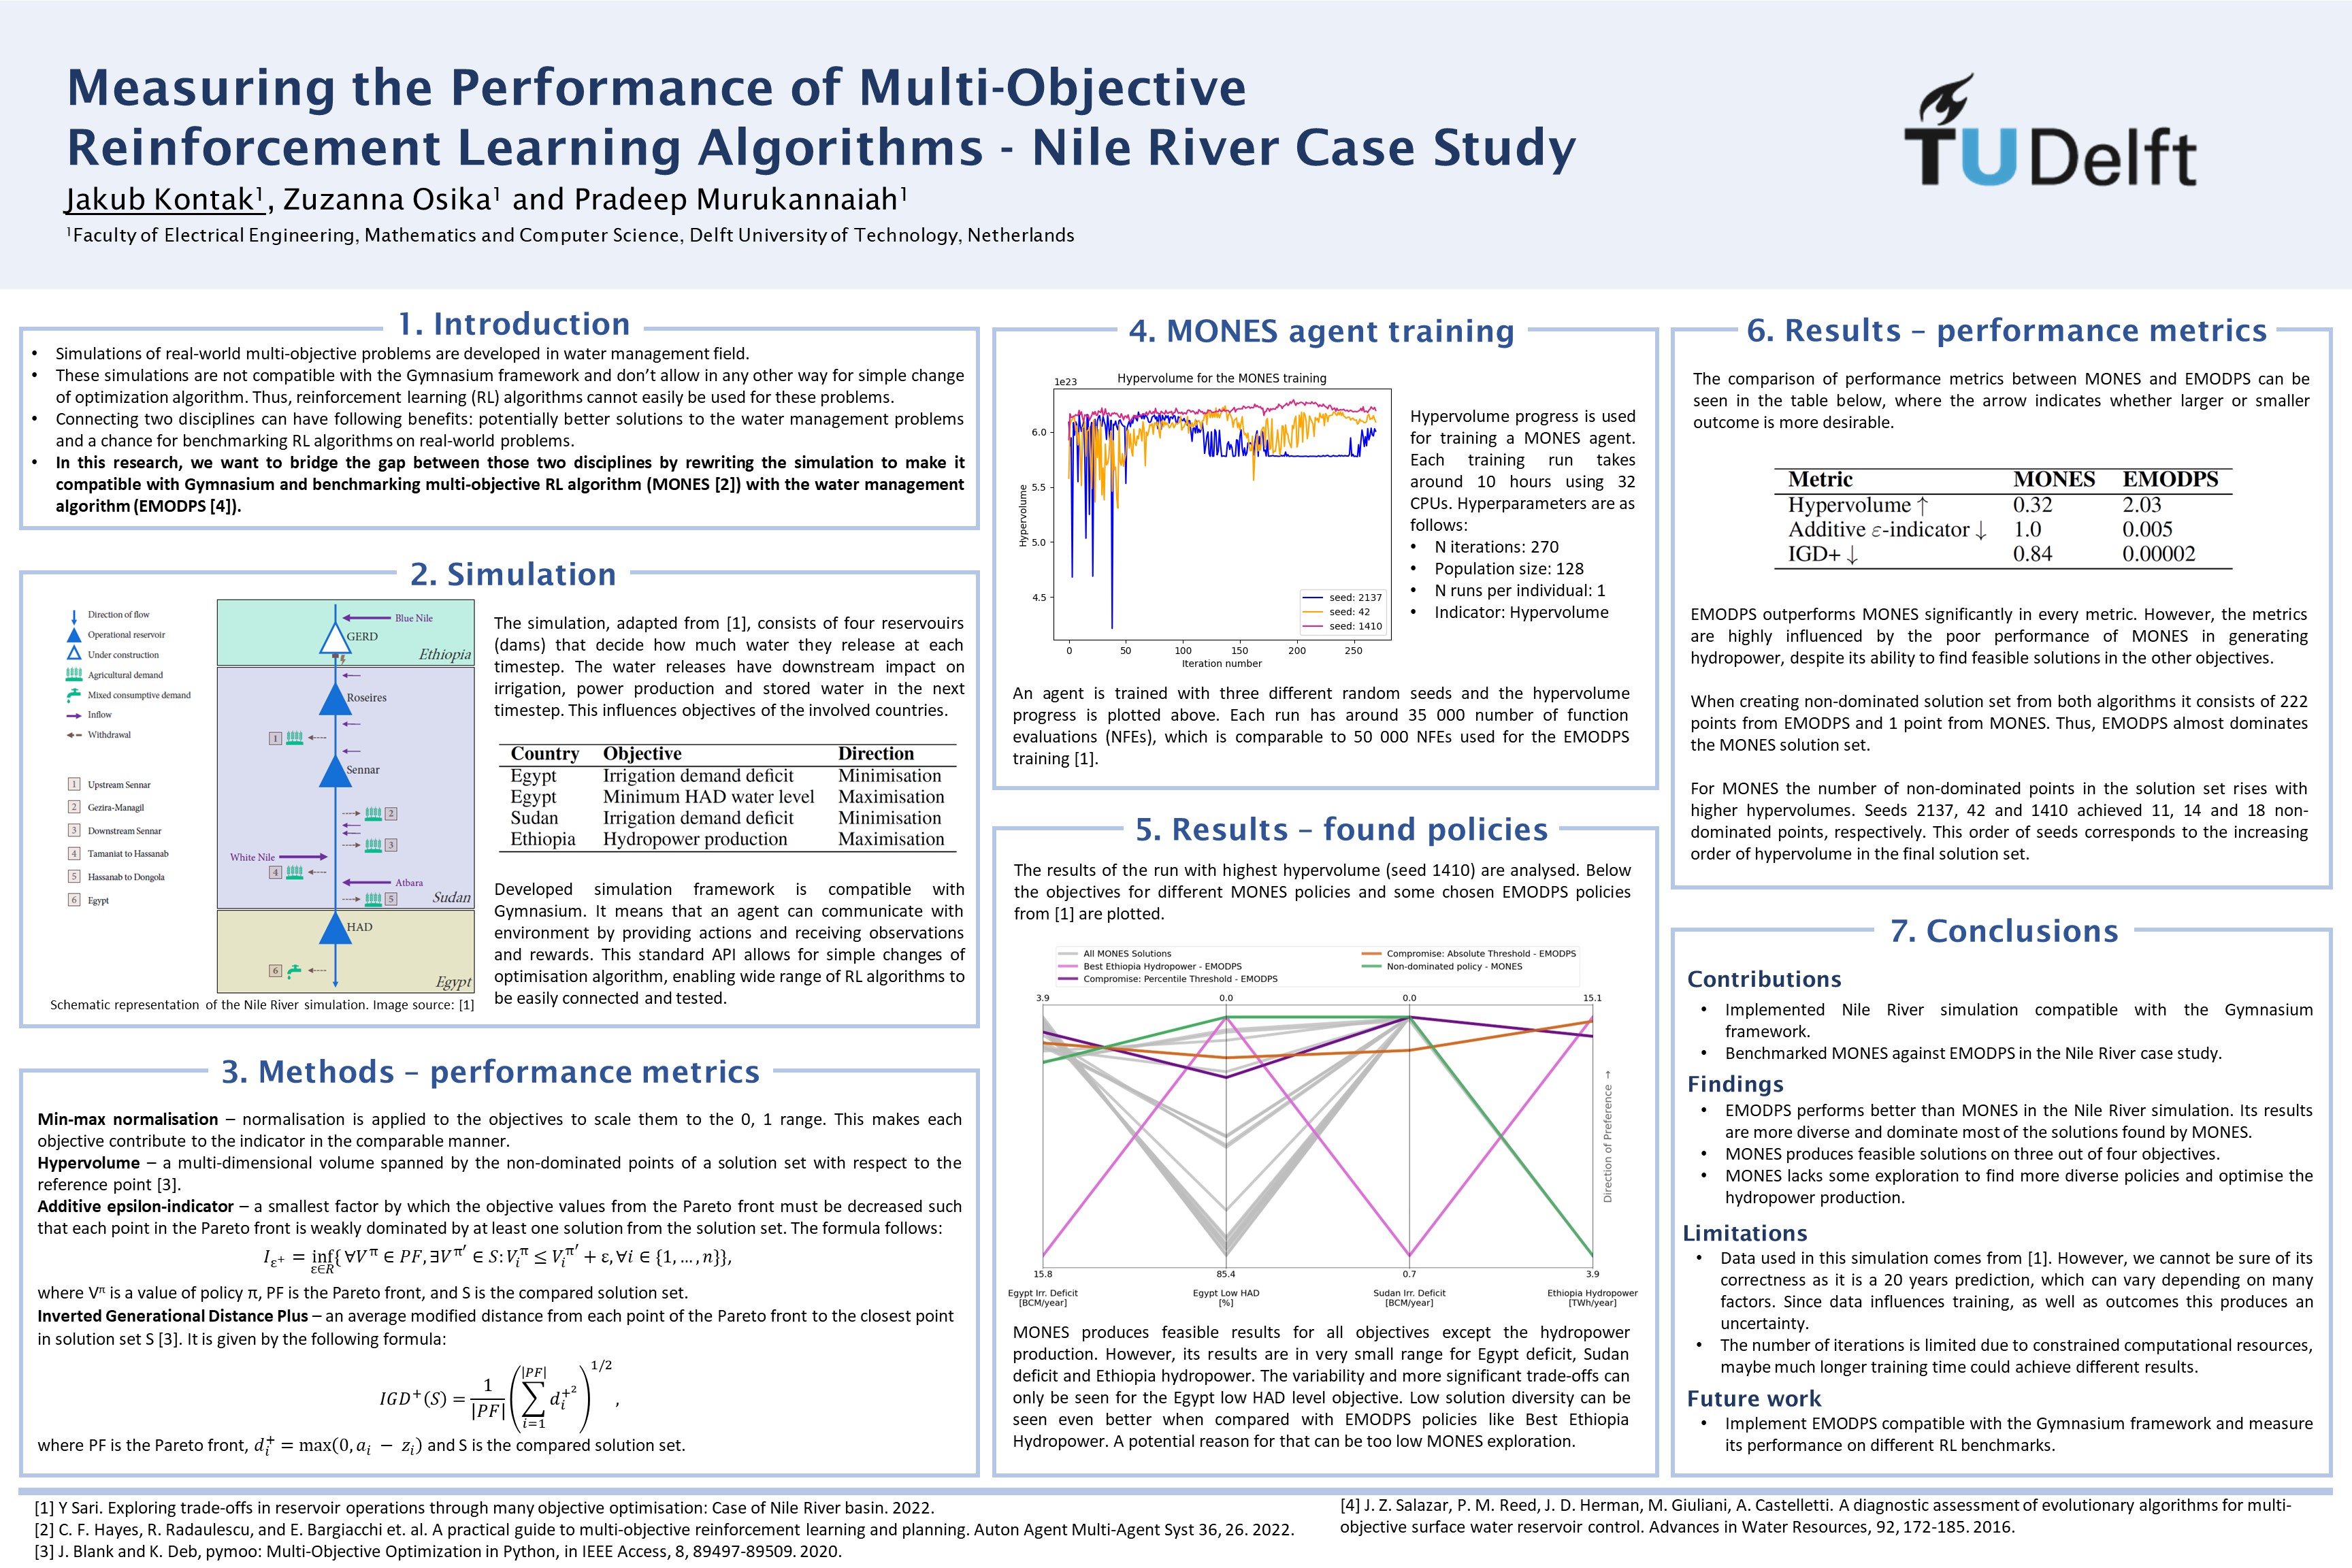 Measuring the Performance of Multi-Objective
Reinforcement Learning Algorithms - Nile River Case Study
Jakub Kontak¹, Zuzanna Osika¹ and Pradeep Murukannaiah¹
¹Faculty of Electrical Engineering, Mathematics and Computer Science, Delft University of Technology, Netherlands
TU Delft
1. Introduction
• Simulations of real-world multi-objective problems are developed in water management field.
• These simulations are not compatible with the Gymnasium framework and don't allow in any other way for simple change
of optimization algorithm. Thus, reinforcement learning (RL) algorithms cannot easily be used for these problems.
• Connecting two disciplines can have following benefits: potentially better solutions to the water management problems
and a chance for benchmarking RL algorithms on real-world problems.
• In this research, we want to bridge the gap between those two disciplines by rewriting the simulation to make it
compatible with Gymnasium and benchmarking multi-objective RL algorithm (MONES [2]) with the water management
algorithm (EMODPS [4]).
2. Simulation
Direction of flow
Operational reservoir
Under construction
Agricultural demand
Mixed consumptive demand
Inflow
Withdrawal
1 Upstream Sennar
2 Gezira-Managil
3 Downstream Sennar
4 Tamaniat to Hassanab
5 Hassanab to Dongola
6 Egypt
Blue Nile
GERD
Ethiopia
Roseires
1
Sennar
2
3
White Nile
4
Atbara
5
Sudan
HAD
6
Egypt
Schematic representation of the Nile River simulation. Image source: [1]
The simulation, adapted from [1], consists of four reservouirs
(dams) that decide how much water they release at each
timestep. The water releases have downstream impact on
irrigation, power production and stored water in the next
timestep. This influences objectives of the involved countries.
Country Objective Direction
Egypt Irrigation demand deficit Minimisation
Egypt Minimum HAD water level Maximisation
Sudan Irrigation demand deficit Minimisation
Ethiopia Hydropower production Maximisation
Developed simulation framework is compatible with
Gymnasium. It means that an agent can communicate with
environment by providing actions and receiving observations
and rewards. This standard API allows for simple changes of
optimisation algorithm, enabling wide range of RL algorithms to
be easily connected and tested.
3. Methods – performance metrics
Min-max normalisation – normalisation is applied to the objectives to scale them to the 0, 1 range. This makes each
objective contribute to the indicator in the comparable manner.
Hypervolume – a multi-dimensional volume spanned by the non-dominated points of a solution set with respect to the
reference point [3].
Additive epsilon-indicator – a smallest factor by which the objective values from the Pareto front must be decreased such
that each point in the Pareto front is weakly dominated by at least one solution from the solution set. The formula follows:
I_ε⁺ = inf_{ε∈R}{ ∀V^π ∈ PF, ∃V^π′ ∈ S: V_i^π ≤ V_i^π′ + ε, ∀i ∈ {1, …, n}},
where V^π is a value of policy π, PF is the Pareto front, and S is the compared solution set.
Inverted Generational Distance Plus – an average modified distance from each point of the Pareto front to the closest point
in solution set S [3]. It is given by the following formula:
IGD⁺(S) = 1/|PF| (∑_{i=1}^{|PF|} d_i^{+2})^{1/2},
where PF is the Pareto front, d_i^+ = max(0, a_i − z_i) and S is the compared solution set.
4. MONES agent training
1e23
Hypervolume for the MONES training
6.0
5.5
5.0
4.5
Hypervolume
0 50 100 150 200 250
Iteration number
seed: 2137
seed: 42
seed: 1410
Hypervolume progress is used
for training a MONES agent.
Each training run takes
around 10 hours using 32
CPUs. Hyperparameters are as
follows:
• N iterations: 270
• Population size: 128
• N runs per individual: 1
• Indicator: Hypervolume
An agent is trained with three different random seeds and the hypervolume
progress is plotted above. Each run has around 35 000 number of function
evaluations (NFEs), which is comparable to 50 000 NFEs used for the EMODPS
training [1].
5. Results – found policies
The results of the run with highest hypervolume (seed 1410) are analysed. Below
the objectives for different MONES policies and some chosen EMODPS policies
from [1] are plotted.
All MONES Solutions
Best Ethiopia Hydropower - EMODPS
Compromise: Percentile Threshold - EMODPS
Compromise: Absolute Threshold - EMODPS
Non-dominated policy - MONES
3.9 0.0 0.0 15.1
Direction of Preference →
15.8 85.4 0.7 3.9
Egypt Irr. Deficit Egypt Low HAD Sudan Irr. Deficit Ethiopia Hydropower
[BCM/year] [%] [BCM/year] [TWh/year]
MONES produces feasible results for all objectives except the hydropower
production. However, its results are in very small range for Egypt deficit, Sudan
deficit and Ethiopia hydropower. The variability and more significant trade-offs can
only be seen for the Egypt low HAD level objective. Low solution diversity can be
seen even better when compared with EMODPS policies like Best Ethiopia
Hydropower. A potential reason for that can be too low MONES exploration.
6. Results – performance metrics
The comparison of performance metrics between MONES and EMODPS can be
seen in the table below, where the arrow indicates whether larger or smaller
outcome is more desirable.
Metric MONES EMODPS
Hypervolume ↑ 0.32 2.03
Additive ε-indicator ↓ 1.0 0.005
IGD+ ↓ 0.84 0.00002
EMODPS outperforms MONES significantly in every metric. However, the metrics
are highly influenced by the poor performance of MONES in generating
hydropower, despite its ability to find feasible solutions in the other objectives.
When creating non-dominated solution set from both algorithms it consists of 222
points from EMODPS and 1 point from MONES. Thus, EMODPS almost dominates
the MONES solution set.
For MONES the number of non-dominated points in the solution set rises with
higher hypervolumes. Seeds 2137, 42 and 1410 achieved 11, 14 and 18 non-
dominated points, respectively. This order of seeds corresponds to the increasing
order of hypervolume in the final solution set.
7. Conclusions
Contributions
• Implemented Nile River simulation compatible with the Gymnasium
framework.
• Benchmarked MONES against EMODPS in the Nile River case study.
Findings
• EMODPS performs better than MONES in the Nile River simulation. Its results
are more diverse and dominate most of the solutions found by MONES.
• MONES produces feasible solutions on three out of four objectives.
• MONES lacks some exploration to find more diverse policies and optimise the
hydropower production.
Limitations
• Data used in this simulation comes from [1]. However, we cannot be sure of its
correctness as it is a 20 years prediction, which can vary depending on many
factors. Since data influences training, as well as outcomes this produces an
uncertainty.
• The number of iterations is limited due to constrained computational resources,
maybe much longer training time could achieve different results.
Future work
• Implement EMODPS compatible with the Gymnasium framework and measure
its performance on different RL benchmarks.
[1] Y Sari. Exploring trade-offs in reservoir operations through many objective optimisation: Case of Nile River basin. 2022.
[2] C. F. Hayes, R. Radaulescu, and E. Bargiacchi et. al. A practical guide to multi-objective reinforcement learning and planning. Auton Agent Multi-Agent Syst 36, 26. 2022.
[3] J. Blank and K. Deb, pymoo: Multi-Objective Optimization in Python, in IEEE Access, 8, 89497-89509. 2020.
[4] J. Z. Salazar, P. M. Reed, J. D. Herman, M. Giuliani, A. Castelletti. A diagnostic assessment of evolutionary algorithms for multi-
objective surface water reservoir control. Advances in Water Resources, 92, 172-185. 2016.